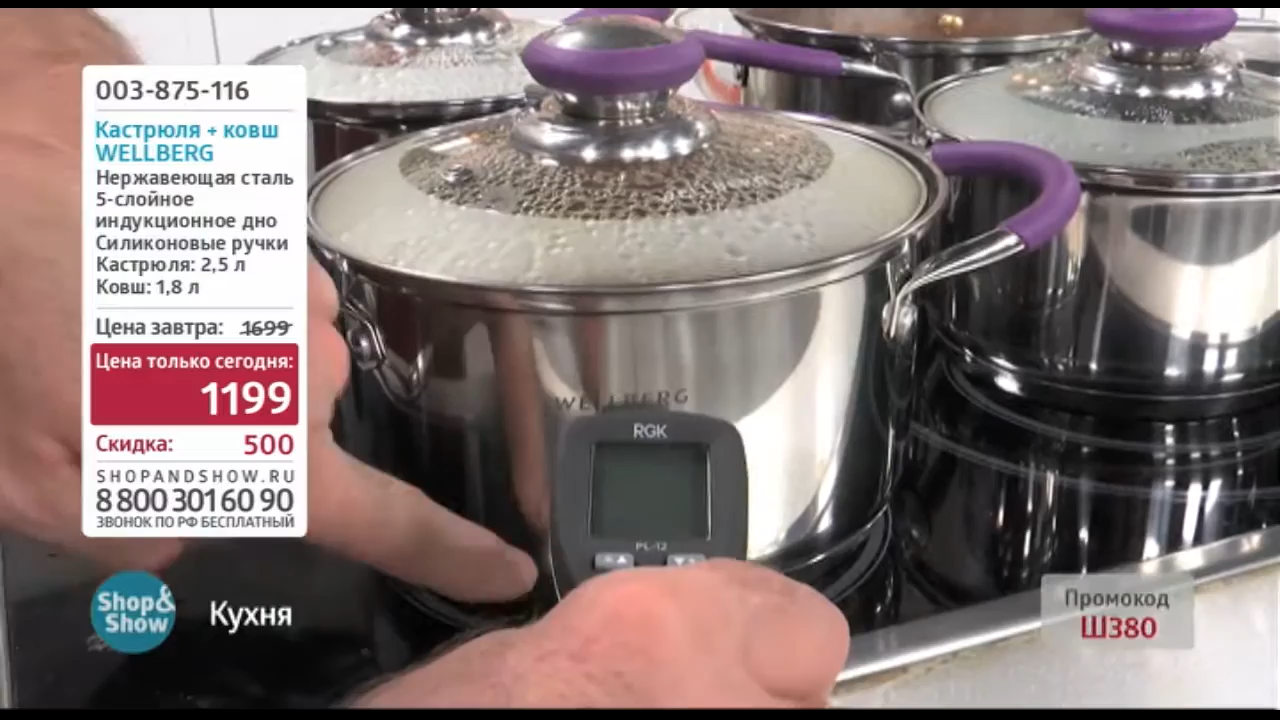 003-875-116
Кастрюля + ковш
WELLBERG
Нержавеющая сталь
5-слойное
индукционное дно
Силиконовые ручки
Кастрюля: 2,5 л
Ковш: 1,8 л
Цена завтра: 1699
Цена только сегодня:
1199
Скидка: 500
SHOPANDSHOW.RU
8 800 301 60 90
ЗВОНОК ПО РФ БЕСПЛАТНЫЙ
Shop&
Show
Кухня
WELLBERG
RGK
PL-12
Промокод
Ш380